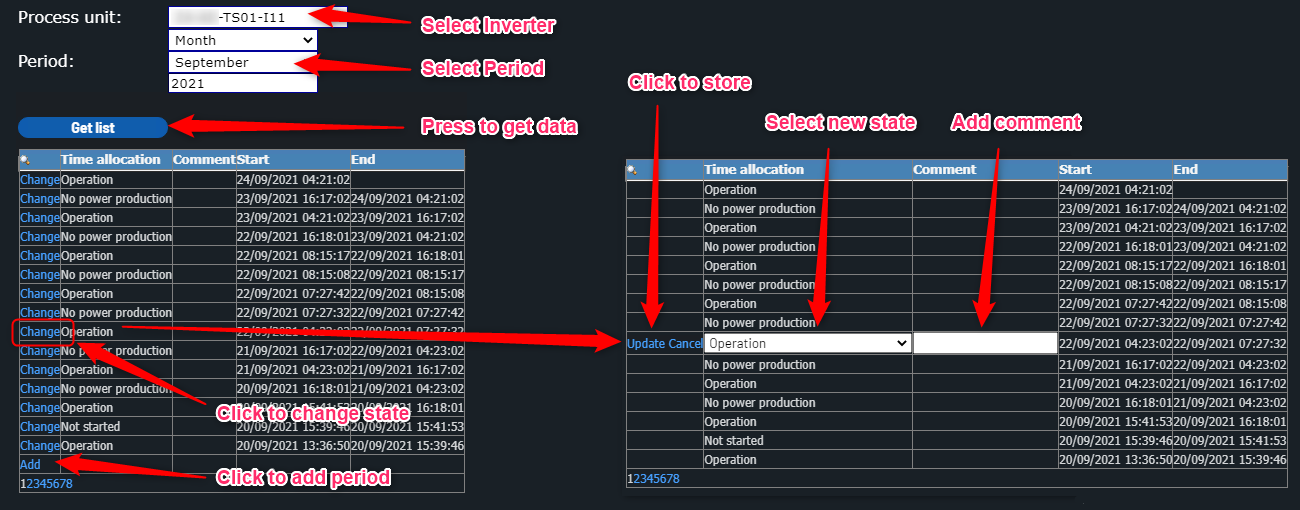 Process unit: -TS01-I11
Select Inverter
Month
Period: September
Select Period
2021
Get list
Press to get data
Click to store
Select new state
Add comment
Time allocation Comment Start End
Change Operation 24/09/2021 04:21:02
Change No power production 23/09/2021 16:17:02 24/09/2021 04:21:02
Change Operation 23/09/2021 04:21:02 23/09/2021 16:17:02
Change No power production 22/09/2021 16:18:01 23/09/2021 04:21:02
Change Operation 22/09/2021 08:15:17 22/09/2021 16:18:01
Change No power production 22/09/2021 08:15:08 22/09/2021 08:15:17
Change Operation 22/09/2021 07:27:42 22/09/2021 08:15:08
Change No power production 22/09/2021 07:27:32 22/09/2021 07:27:42
Change Operation 22/09/2021 04:23:02 22/09/2021 07:27:32
Change No power production 21/09/2021 16:17:02 22/09/2021 04:23:02
Change Operation 21/09/2021 04:23:02 21/09/2021 16:17:02
Change No power production 20/09/2021 16:18:01 21/09/2021 04:23:02
Change Operation 20/09/2021 15:41:53 20/09/2021 16:18:01
Click to change state
Change Not started 20/09/2021 15:39:46 20/09/2021 15:41:53
Change Operation 20/09/2021 13:36:50 20/09/2021 15:39:46
Add
Click to add period
12345678
Time allocation Comment Start End
Operation 24/09/2021 04:21:02
No power production 23/09/2021 16:17:02 24/09/2021 04:21:02
Operation 23/09/2021 04:21:02 23/09/2021 16:17:02
No power production 22/09/2021 16:18:01 23/09/2021 04:21:02
Operation 22/09/2021 08:15:17 22/09/2021 16:18:01
No power production 22/09/2021 08:15:08 22/09/2021 08:15:17
Operation 22/09/2021 07:27:42 22/09/2021 08:15:08
No power production 22/09/2021 07:27:32 22/09/2021 07:27:42
Update Cancel Operation 22/09/2021 04:23:02 22/09/2021 07:27:32
No power production 21/09/2021 16:17:02 22/09/2021 04:23:02
Operation 21/09/2021 04:23:02 21/09/2021 16:17:02
No power production 20/09/2021 16:18:01 21/09/2021 04:23:02
Operation 20/09/2021 15:41:53 20/09/2021 16:18:01
Not started 20/09/2021 15:39:46 20/09/2021 15:41:53
Operation 20/09/2021 13:36:50 20/09/2021 15:39:46
12345678